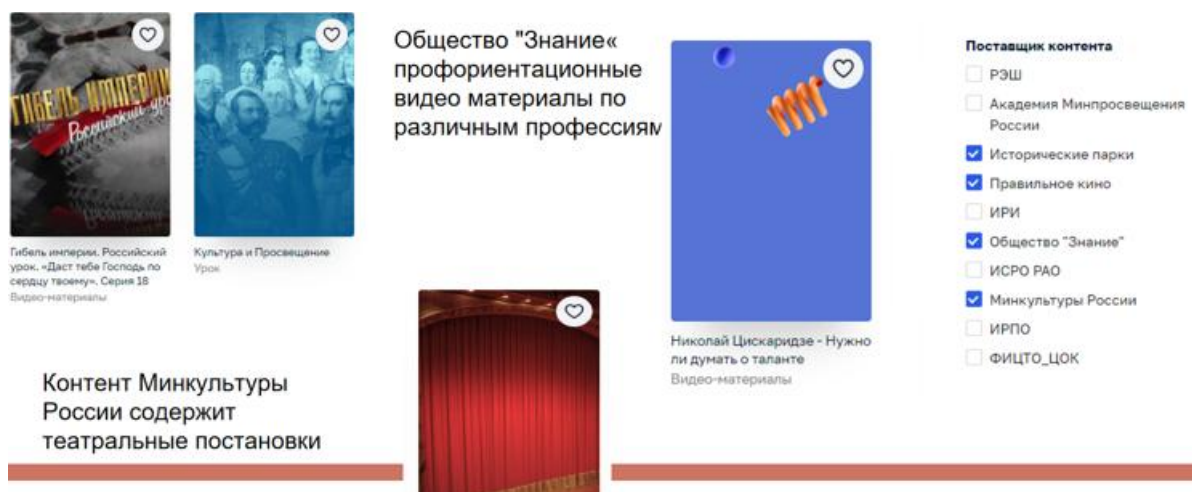 ГИБЕЛЬ ИМПЕРИИ
Российский урок
Гибель империи. Российский
урок. «Даст тебе Господь по
сердцу твоему». Серия 18
Видео-материалы
Культура и Просвещение
Урок
Общество "Знание«
профориентационные
видео материалы по
различным профессиям
Николай Цискаридзе - Нужно
ли думать о таланте
Видео-материалы
Поставщик контента
РЭШ
Академия Минпросвещения
России
Исторические парки
Правильное кино
ИРИ
Общество "Знание"
ИСРО РАО
Минкультуры России
ИРПО
ФИЦТО_ЦОК
Контент Минкультуры
России содержит
театральные постановки